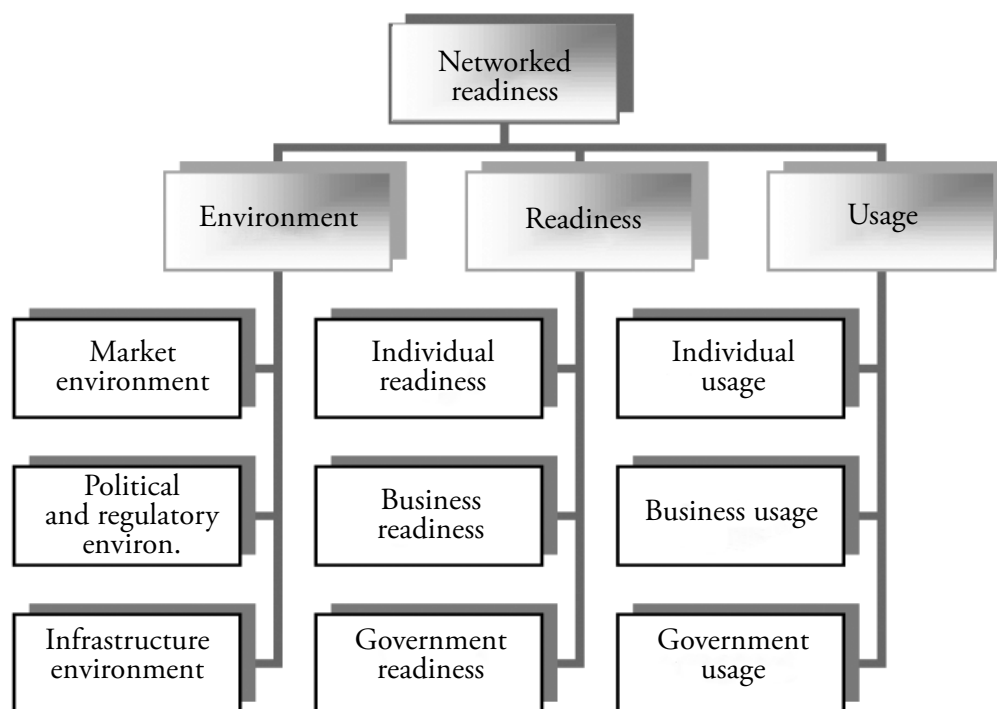 Networked
readiness
Environment
Readiness
Usage
Market
environment
Individual
readiness
Individual
usage
Political
and regulatory
environ.
Business
readiness
Business usage
Infrastructure
environment
Government
readiness
Government
usage